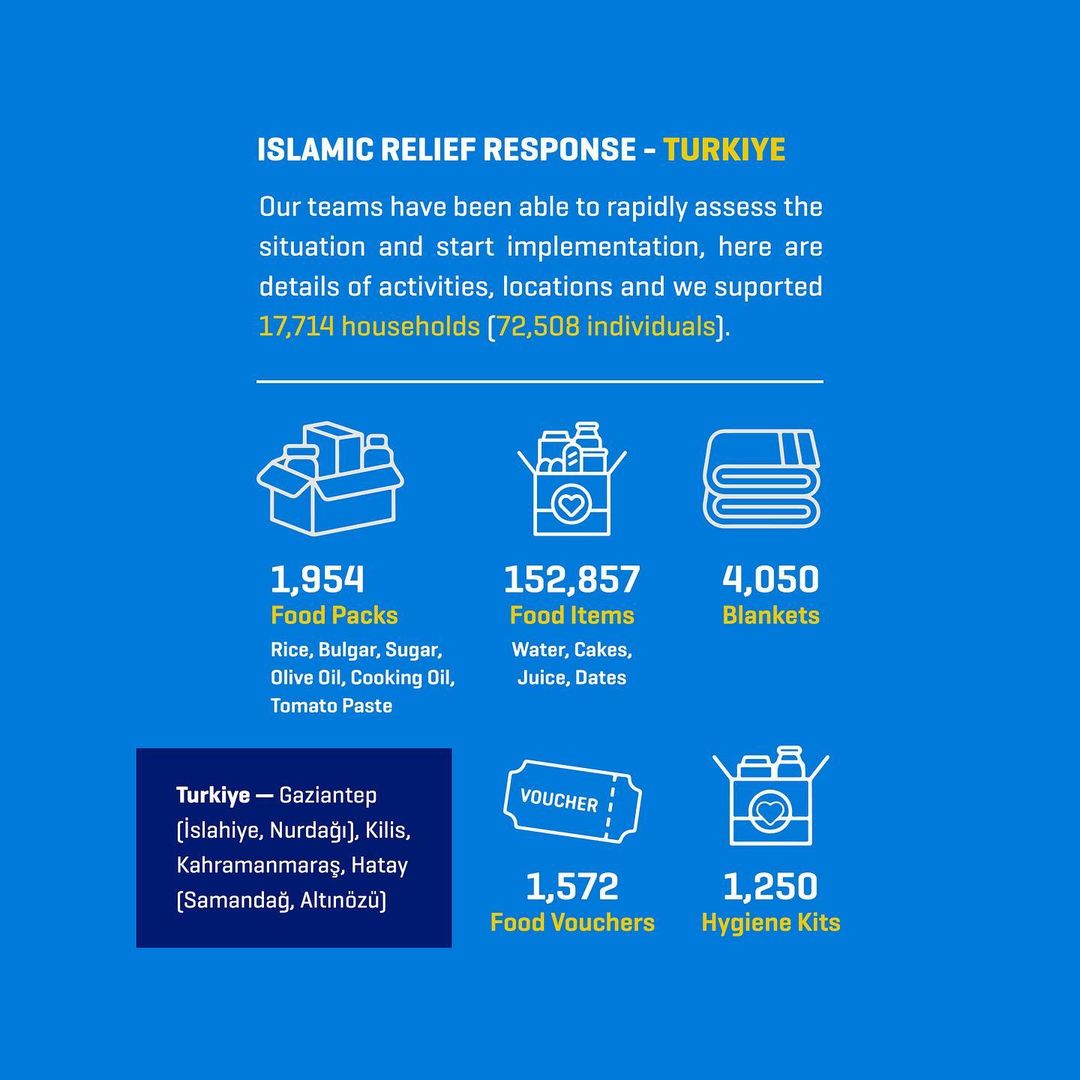 ISLAMIC RELIEF RESPONSE - TURKIYE
Our teams have been able to rapidly assess the
situation and start implementation, here are
details of activities, locations and we suported
17,714 households (72,508 individuals).
1,954
Food Packs
Rice, Bulgar, Sugar,
Olive Oil, Cooking Oil,
Tomato Paste
152,857
Food Items
Water, Cakes,
Juice, Dates
4,050
Blankets
Turkiye — Gaziantep
(İslahiye, Nurdağı), Kilis,
Kahramanmaraş, Hatay
(Samandağ, Altınözü)
VOUCHER
1,572
Food Vouchers
1,250
Hygiene Kits